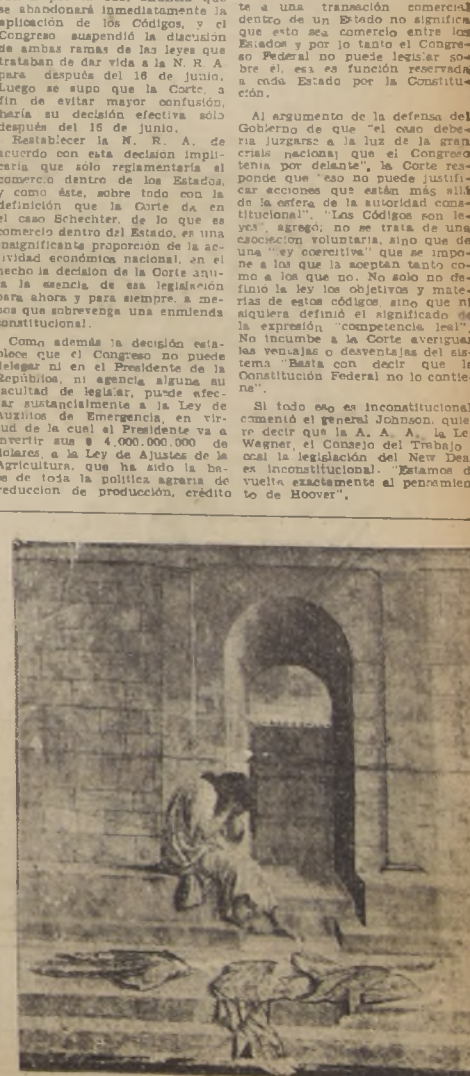 se abandonará inmediatamente la
aplicación de los Códigos, y el
Congreso suspendió la discusión
de ambas ramas de las leyes que
trataban de dar vida a la N. R. A.
para después del 16 de junio.
Luego se supo que la Corte, a
fin de evitar mayor confusión,
haría su decisión efectiva sólo
después del 15 de junio.
Restablecer la N. R. A. de
acuerdo con esta decisión impli-
caría que sólo reglamentaría el
comercio dentro de los Estados,
y como éste, sobre todo con la
definición que la Corte da en
el caso Schechter, de lo que es
comercio dentro del Estado, es una
insignificante proporción de la ac-
tividad económica nacional, en el
hecho la decisión de la Corte aqui-
la la esencia de esa legislación
para ahora y para siempre, a me-
nos que sobrevenga una enmienda
constitucional.
Como además la decisión esta-
blece que el Congreso no puede
delegar ni en el Presidente de la
República, ni agencia alguna su
facultad de legislar, puede afec-
tar sustancialmente a la Ley de
Auxilios de Emergencia, en vir-
tud de la cual el Presidente va a
invertir sus $ 4.000.000.000 de
dólares, a la Ley de Ajustes de la
Agricultura, que ha sido la ba-
se de toda la política agraria de
reduccion de producción, crédito
te a una transación comercial
dentro de un Estado no significa
que esto sea comercio entre los
Estados y por lo tanto el Congre-
so Federal no puede legislar so-
bre él, esa es función reservada
a cada Estado por la Constitu-
ción.
Al argumento de la defensa del
Gobierno de que "el caso debe-
ría juzgarse a la luz de la gran
crisis nacional que el Congreso
tenía por delante", la Corte res-
ponde que "eso no puede justifi-
car acciones que están más allá
de la esfera de la autoridad cons-
titucional". "Los Códigos son le-
yes", agregó; no se trata de una
asociacion voluntaria, sino que de
una "ley coercitiva" que se impo-
ne a los que la aceptan tanto co-
mo a los que no. No solo no de-
finio la ley los objetivos y mate-
rias de estos códigos, sino que ni
siquiera definió el significado de
la expresión "competencia leal".
No incumbe a la Corte averiguar
las ventajas o desventajas del sis-
tema "Basta con decir que la
Constitución Federal no lo contie-
ne".
Si todo eso es inconstitucional
comentó el general Johnson, quie
re decir que la A. A. A., la Le
Wagner, el Consejo del Trabajo
casi la legislación del New Dea
es inconstitucional. "Estamos d
vuelta exactamente al pensamien
to de Hoover".